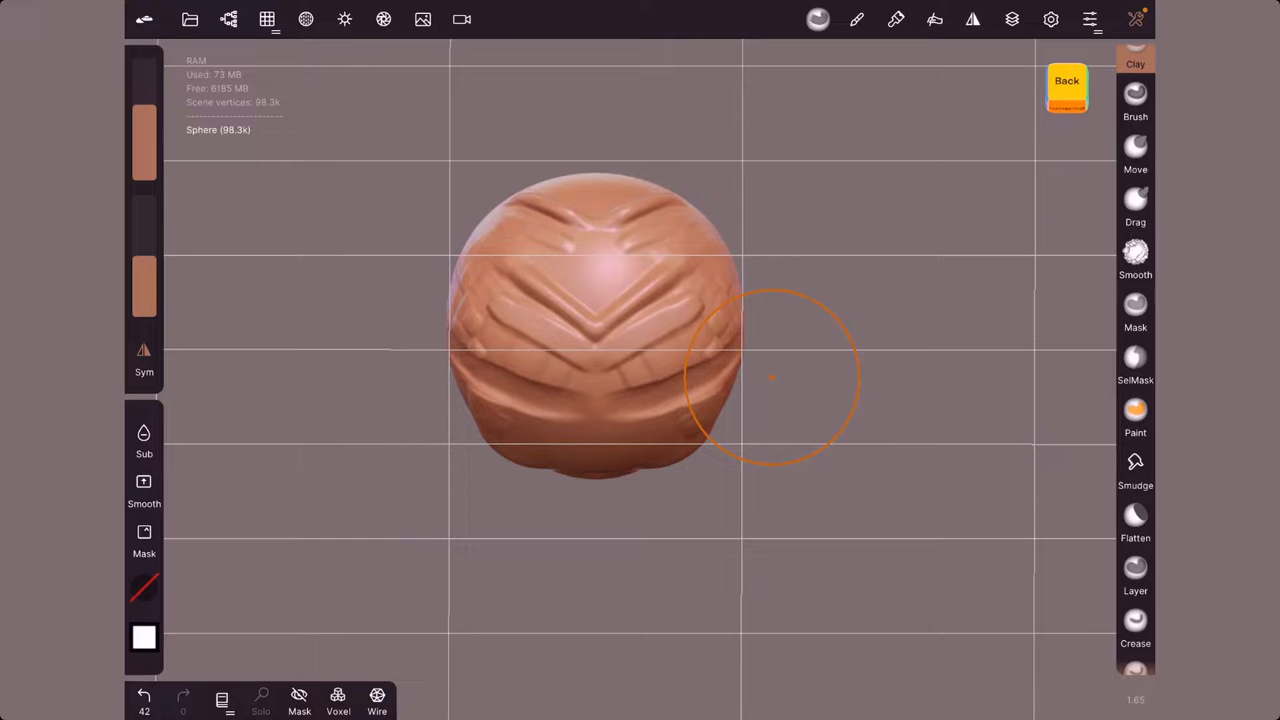 RAM
Used: 73 MB
Free: 6185 MB
Scene vertices: 98.3k
-----------------------
Sphere (98.3k)
Back
Sym
Sub
Smooth
Mask
42
0
Solo
Mask
Voxel
Wire
Clay
Brush
Move
Drag
Smooth
Mask
SelMask
Paint
Smudge
Flatten
Layer
Crease
1.65